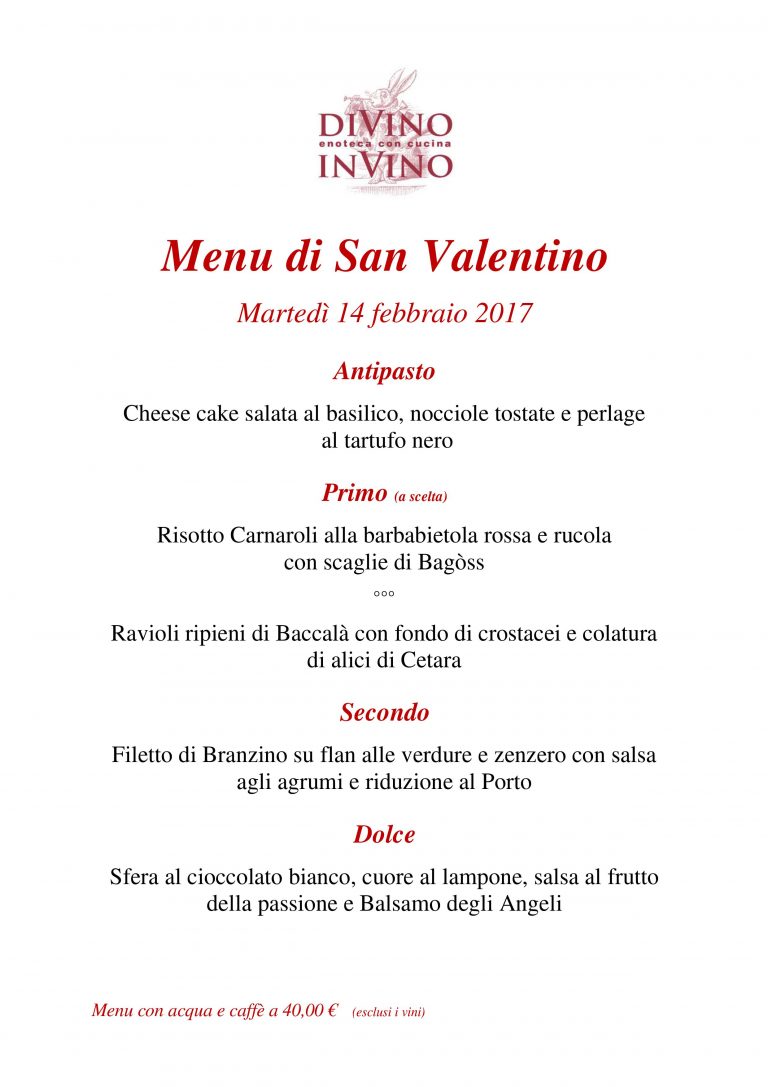 DIVINO
enoteca con cucina
INVINO
Menu di San Valentino
Martedì 14 febbraio 2017
Antipasto
Cheese cake salata al basilico, nocciole tostate e perlage
al tartufo nero
Primo (a scelta)
Risotto Carnaroli alla barbabietola rossa e rucola
con scaglie di Bagòss
°°°
Ravioli ripieni di Baccalà con fondo di crostacei e colatura
di alici di Cetara
Secondo
Filetto di Branzino su flan alle verdure e zenzero con salsa
agli agrumi e riduzione al Porto
Dolce
Sfera al cioccolato bianco, cuore al lampone, salsa al frutto
della passione e Balsamo degli Angeli
Menu con acqua e caffè a 40,00 € (esclusi i vini)